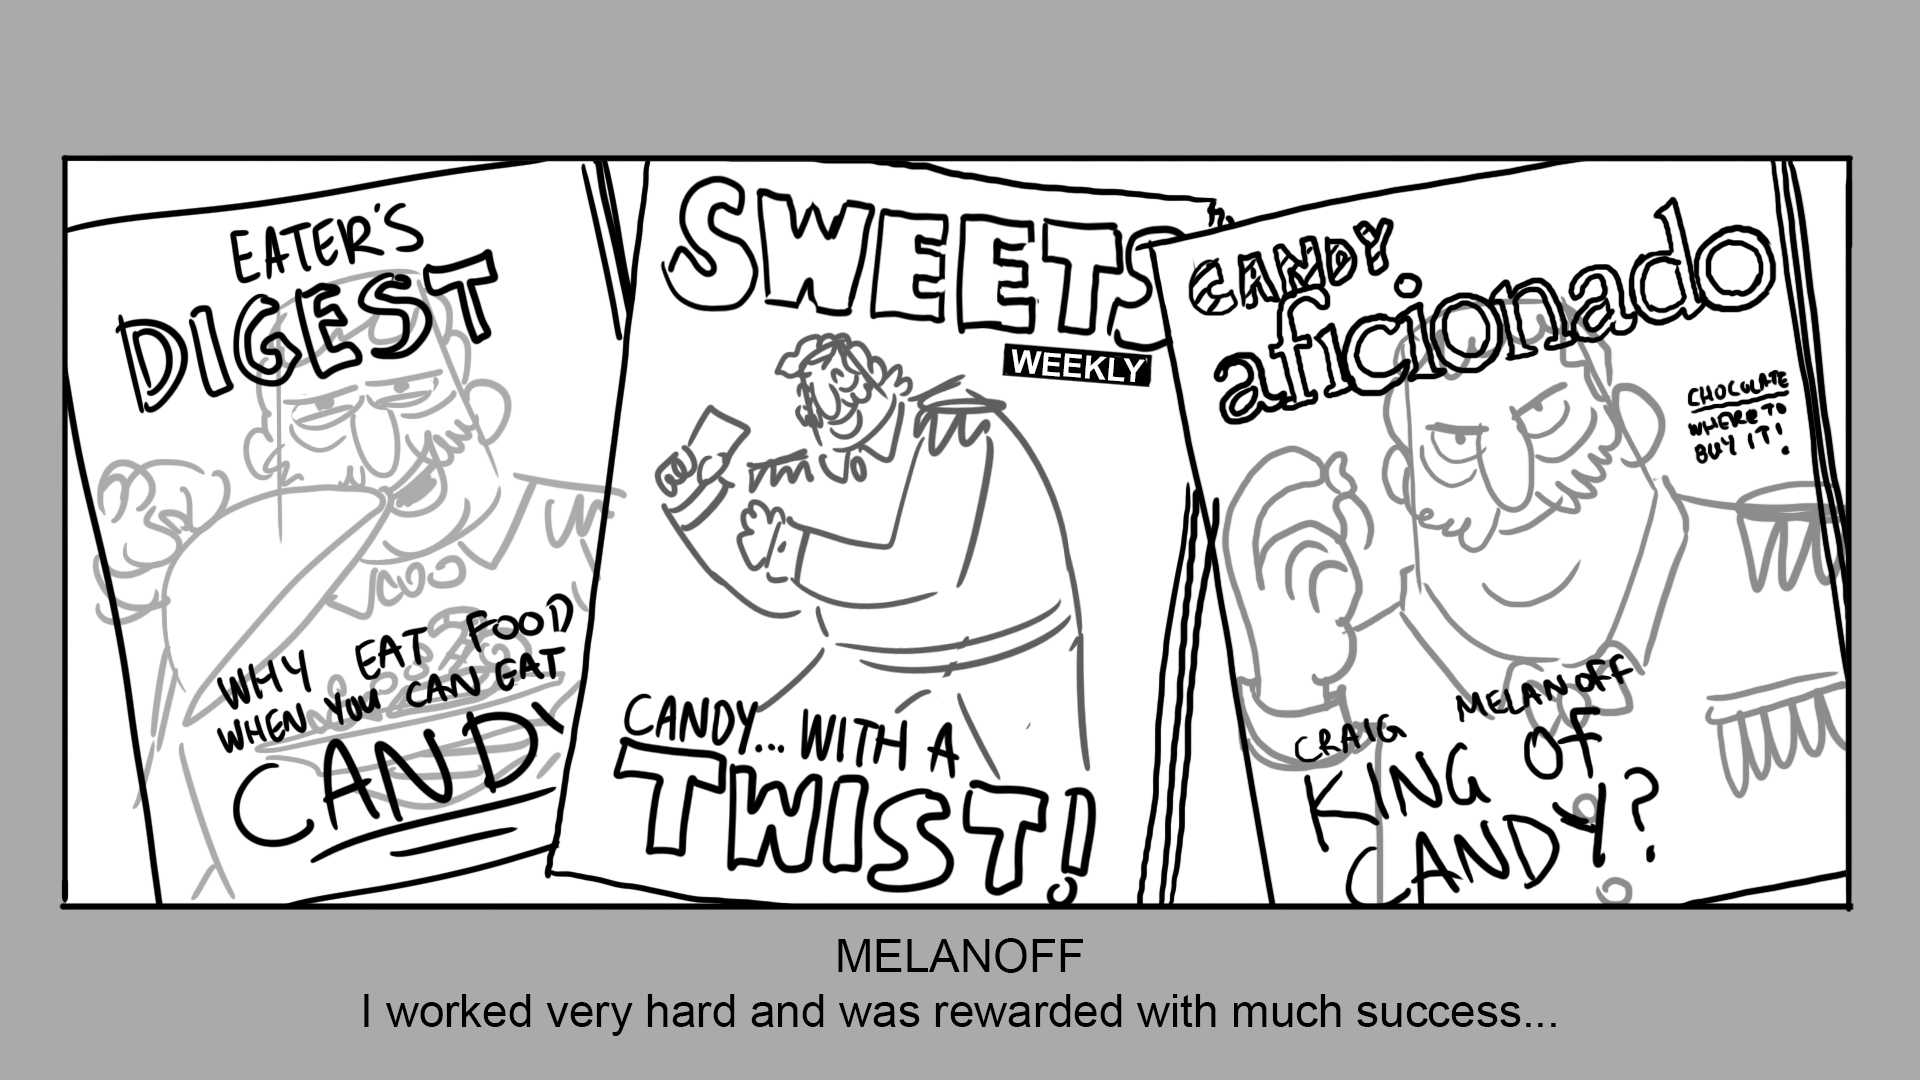 EATER'S
DIGEST
WHY EAT FOOD
WHEN YOU CAN EAT
CANDY
SWEETS
WEEKLY
CANDY... WITH A
TWIST!
CANDY
aficionado
CHOCOLATE
WHERE TO
BUY IT!
CRAIG MELANOFF
KING OF
CANDY?
MELANOFF
I worked very hard and was rewarded with much success...